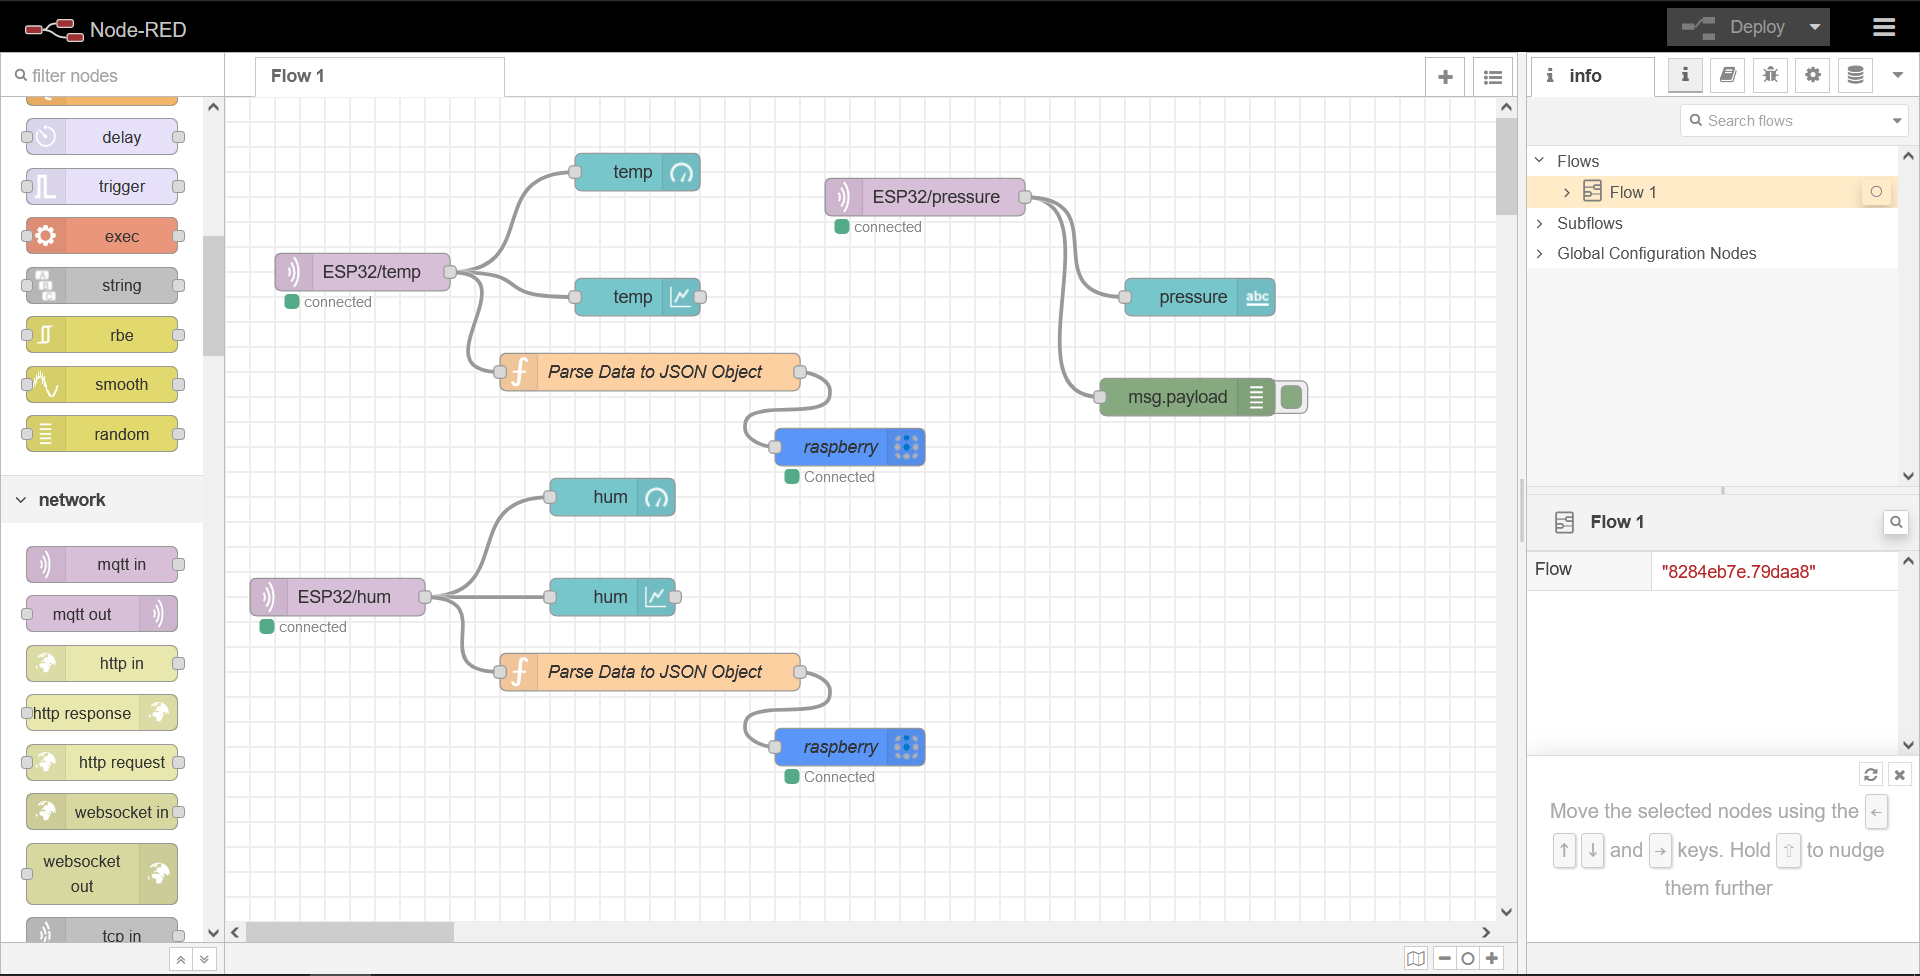 Node-RED
Deploy
filter nodes
delay
trigger
exec
string
rbe
smooth
random
network
mqtt in
mqtt out
http in
http response
http request
websocket in
websocket
out
tcp in
Flow 1
temp
ESP32/pressure
connected
ESP32/temp
connected
temp
pressure
abc
Parse Data to JSON Object
msg.payload
raspberry
Connected
hum
ESP32/hum
connected
hum
Parse Data to JSON Object
raspberry
Connected
i info
i
Search flows
Flows
Flow 1
Subflows
Global Configuration Nodes
Flow 1
Flow "8284eb7e.79daa8"
Move the selected nodes using the ←
↑ ↓ and → keys. Hold ⇧ to nudge
them further